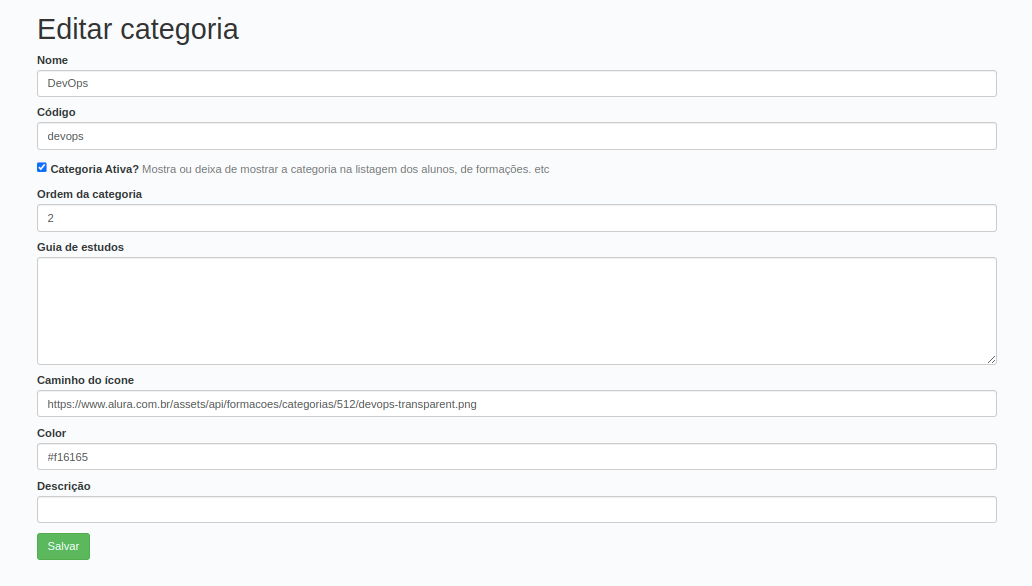 Editar categoria
Nome
DevOps
Código
devops
Categoria Ativa? Mostra ou deixa de mostrar a categoria na listagem dos alunos, de formações. etc
Ordem da categoria
2
Guia de estudos
Caminho do ícone
https://www.alura.com.br/assets/api/formacoes/categorias/512/devops-transparent.png
Color
#f16165
Descrição
Salvar